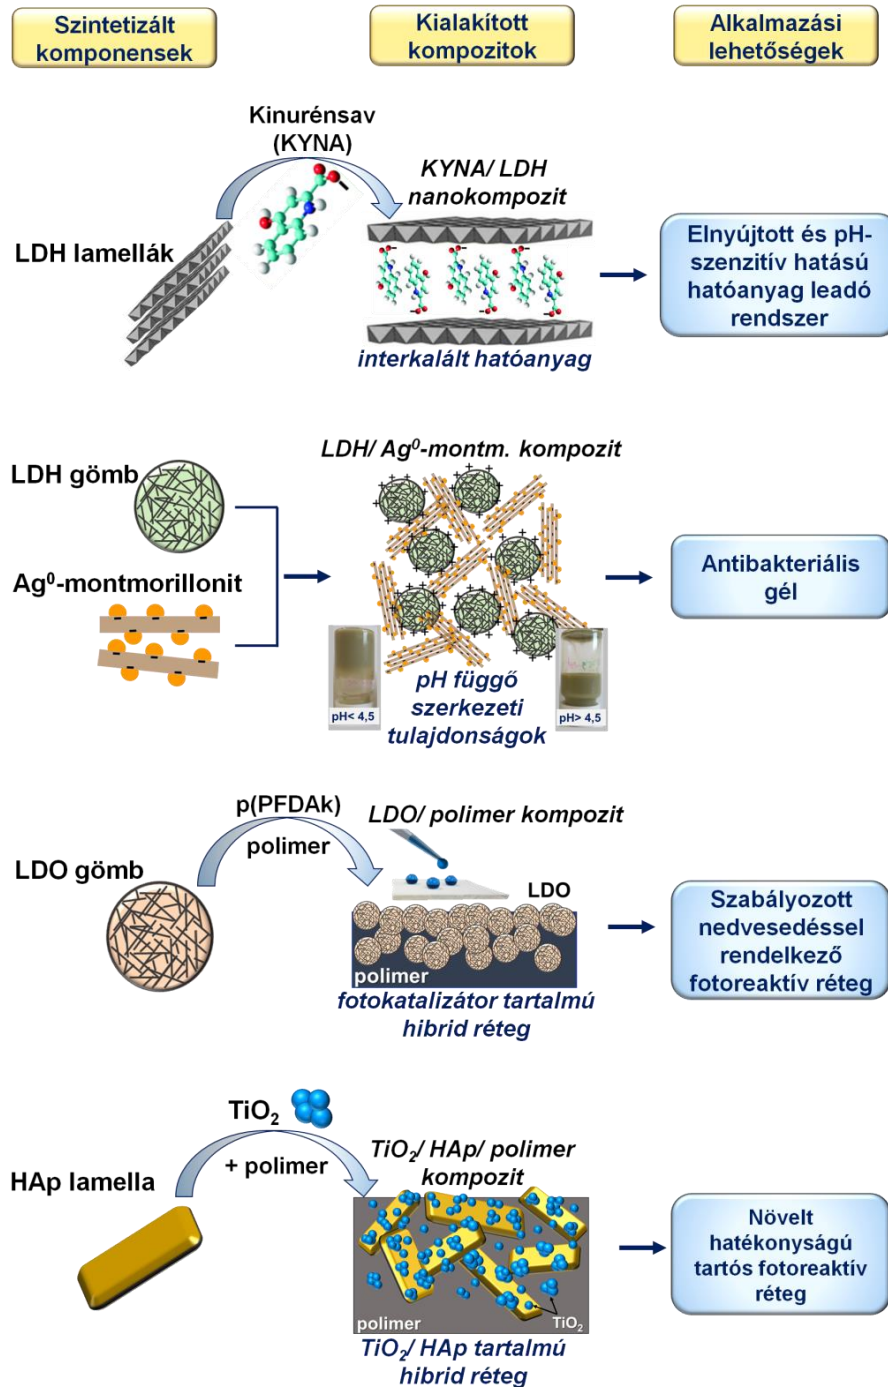 Szintetizált
komponensek
Kialakított
kompozitok
Alkalmazási
lehetőségek
Kinurénsav
(KYNA)
LDH lamellák
KYNA/ LDH
nanokompozit
interkalált hatóanyag
Elnyújtott és pH-
szenzitív hatású
hatóanyag leadó
rendszer
LDH gömb
Ag⁰-montmorillonit
LDH/ Ag⁰-montm. kompozit
pH< 4,5
pH> 4,5
pH függő
szerkezeti
tulajdonságok
Antibakteriális
gél
LDO gömb
p(PFDAk)
polimer
LDO/ polimer kompozit
LDO
polimer
fotokatalizátor tartalmú
hibrid réteg
Szabályozott
nedvesedéssel
rendelkező
fotoreaktív réteg
HAp lamella
TiO₂
+ polimer
TiO₂/ HAp/ polimer
kompozit
polimer
TiO₂
TiO₂/ HAp tartalmú
hibrid réteg
Növelt
hatékonyságú
tartós fotoreaktív
réteg